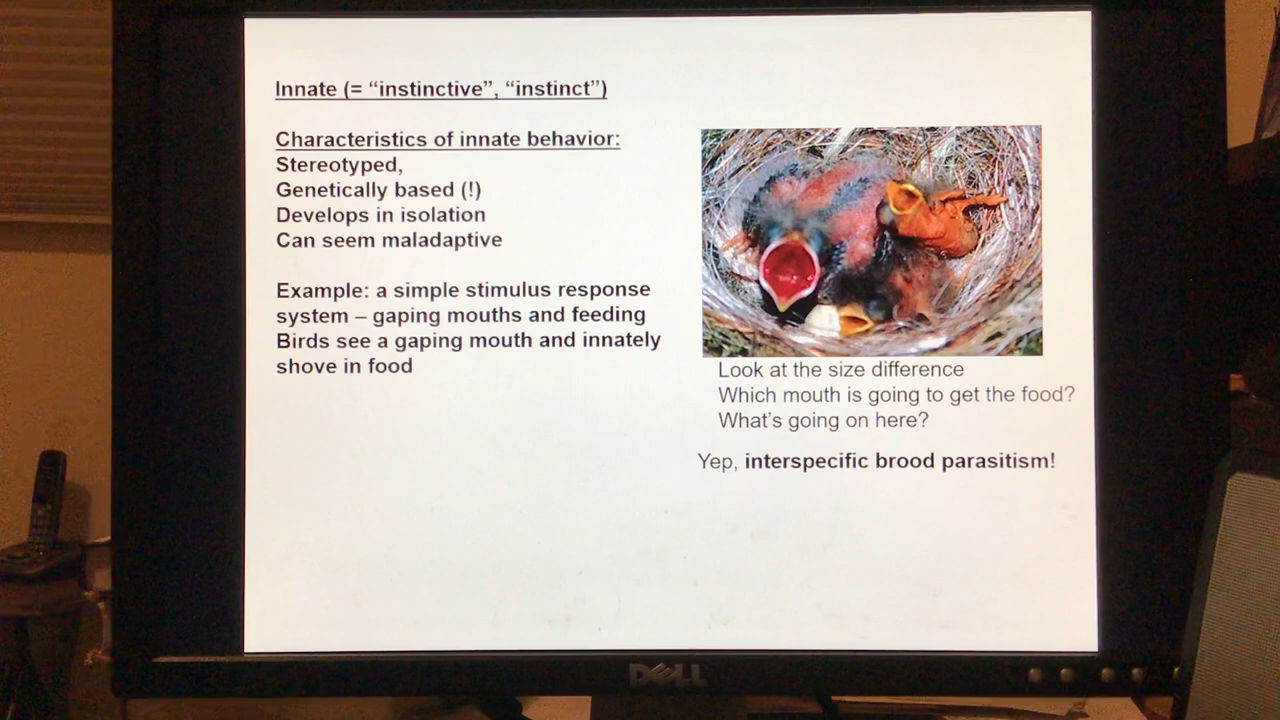 Innate (= “instinctive”, “instinct”)
Characteristics of innate behavior:
Stereotyped,
Genetically based (!)
Develops in isolation
Can seem maladaptive
Example: a simple stimulus response
system – gaping mouths and feeding
Birds see a gaping mouth and innately
shove in food
Look at the size difference
Which mouth is going to get the food?
What’s going on here?
Yep, interspecific brood parasitism!
DELL